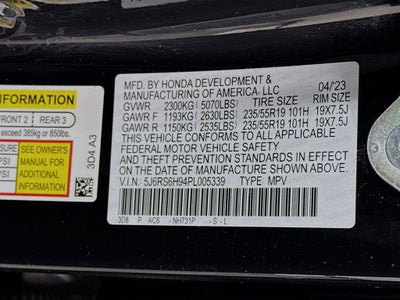 INFORMATION
FRONT 2 REAR 3
exceed 385kg or 850lbs.
SURE
PSI
PSI
SEE OWNER'S
MANUAL FOR
ADDITIONAL
INFORMATION
3D4 A3
MFD. BY HONDA DEVELOPMENT &
MANUFACTURING OF AMERICA, LLC 04/23
GVWR 2300KG(5070LBS) TIRE SIZE RIM SIZE
GAWR F 1193KG(2630LBS) 235/55R19 101H 19X7.5J
GAWR R 1150KG(2535LBS) 235/55R19 101H 19X7.5J
THIS VEHICLE CONFORMS TO ALL APPLICABLE
FEDERAL MOTOR VEHICLE SAFETY
AND THEFT PREVENTION STANDARDS IN EFFECT
ON THE DATE OF MANUFACTURE SHOWN ABOVE.
V.I.N.: 5J6RS6H94PL005339 TYPE: MPV
3D8 P AC6 - NH731P - S - L